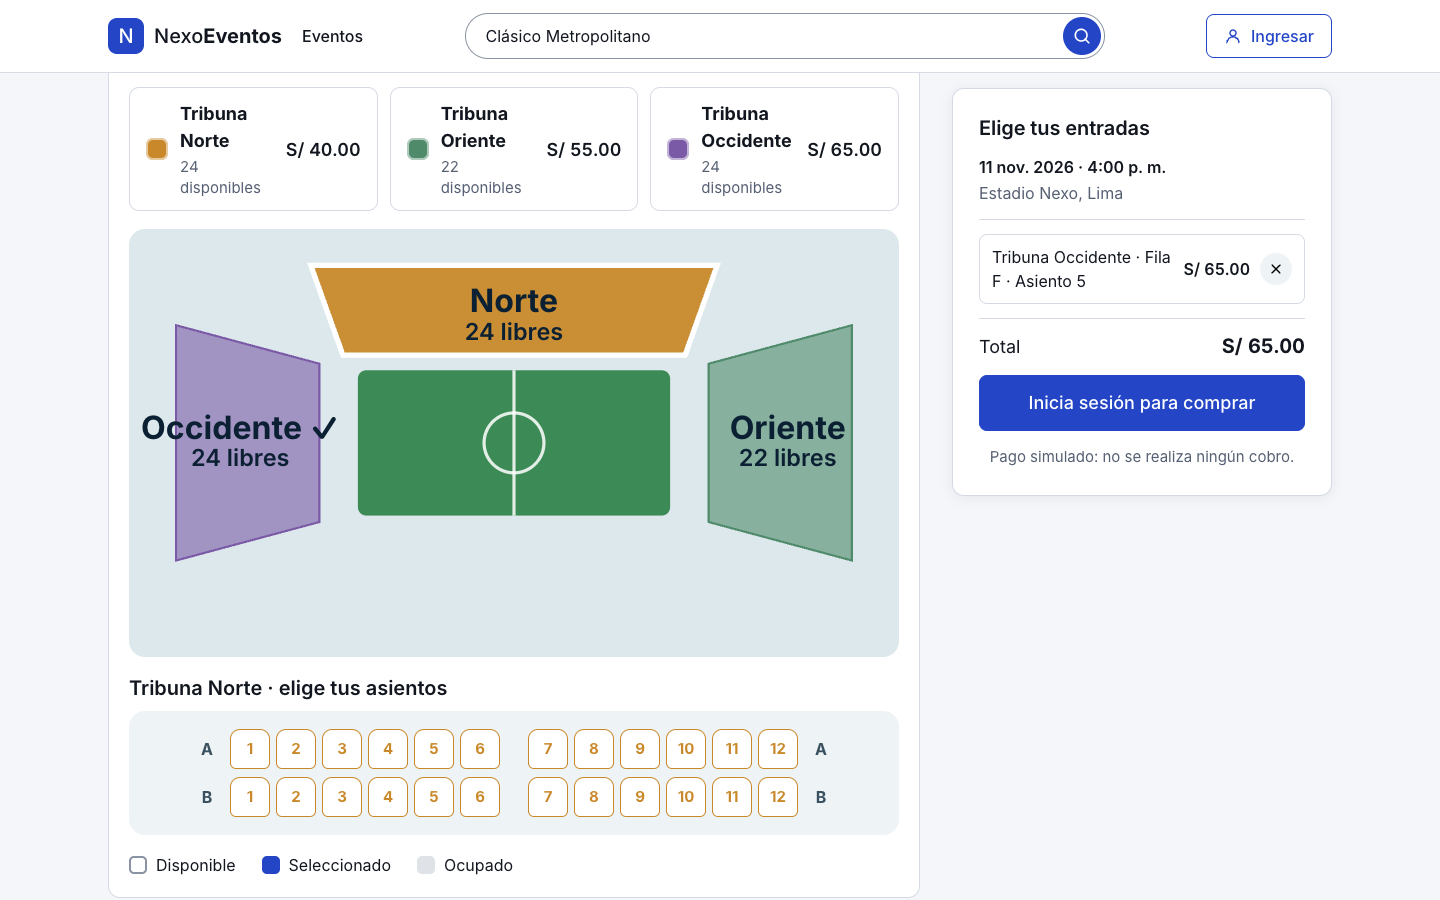 N NexoEventos Eventos Clásico Metropolitano Ingresar
Tribuna
Norte
24
disponibles
S/ 40.00
Tribuna
Oriente
22
disponibles
S/ 55.00
Tribuna
Occidente
24
disponibles
S/ 65.00
Norte
24 libres
Occidente ✓
24 libres
Oriente
22 libres
Tribuna Norte · elige tus asientos
A 1 2 3 4 5 6 7 8 9 10 11 12 A
B 1 2 3 4 5 6 7 8 9 10 11 12 B
Disponible Seleccionado Ocupado
Elige tus entradas
11 nov. 2026 · 4:00 p. m.
Estadio Nexo, Lima
Tribuna Occidente · Fila
F · Asiento 5
S/ 65.00 ×
Total S/ 65.00
Inicia sesión para comprar
Pago simulado: no se realiza ningún cobro.